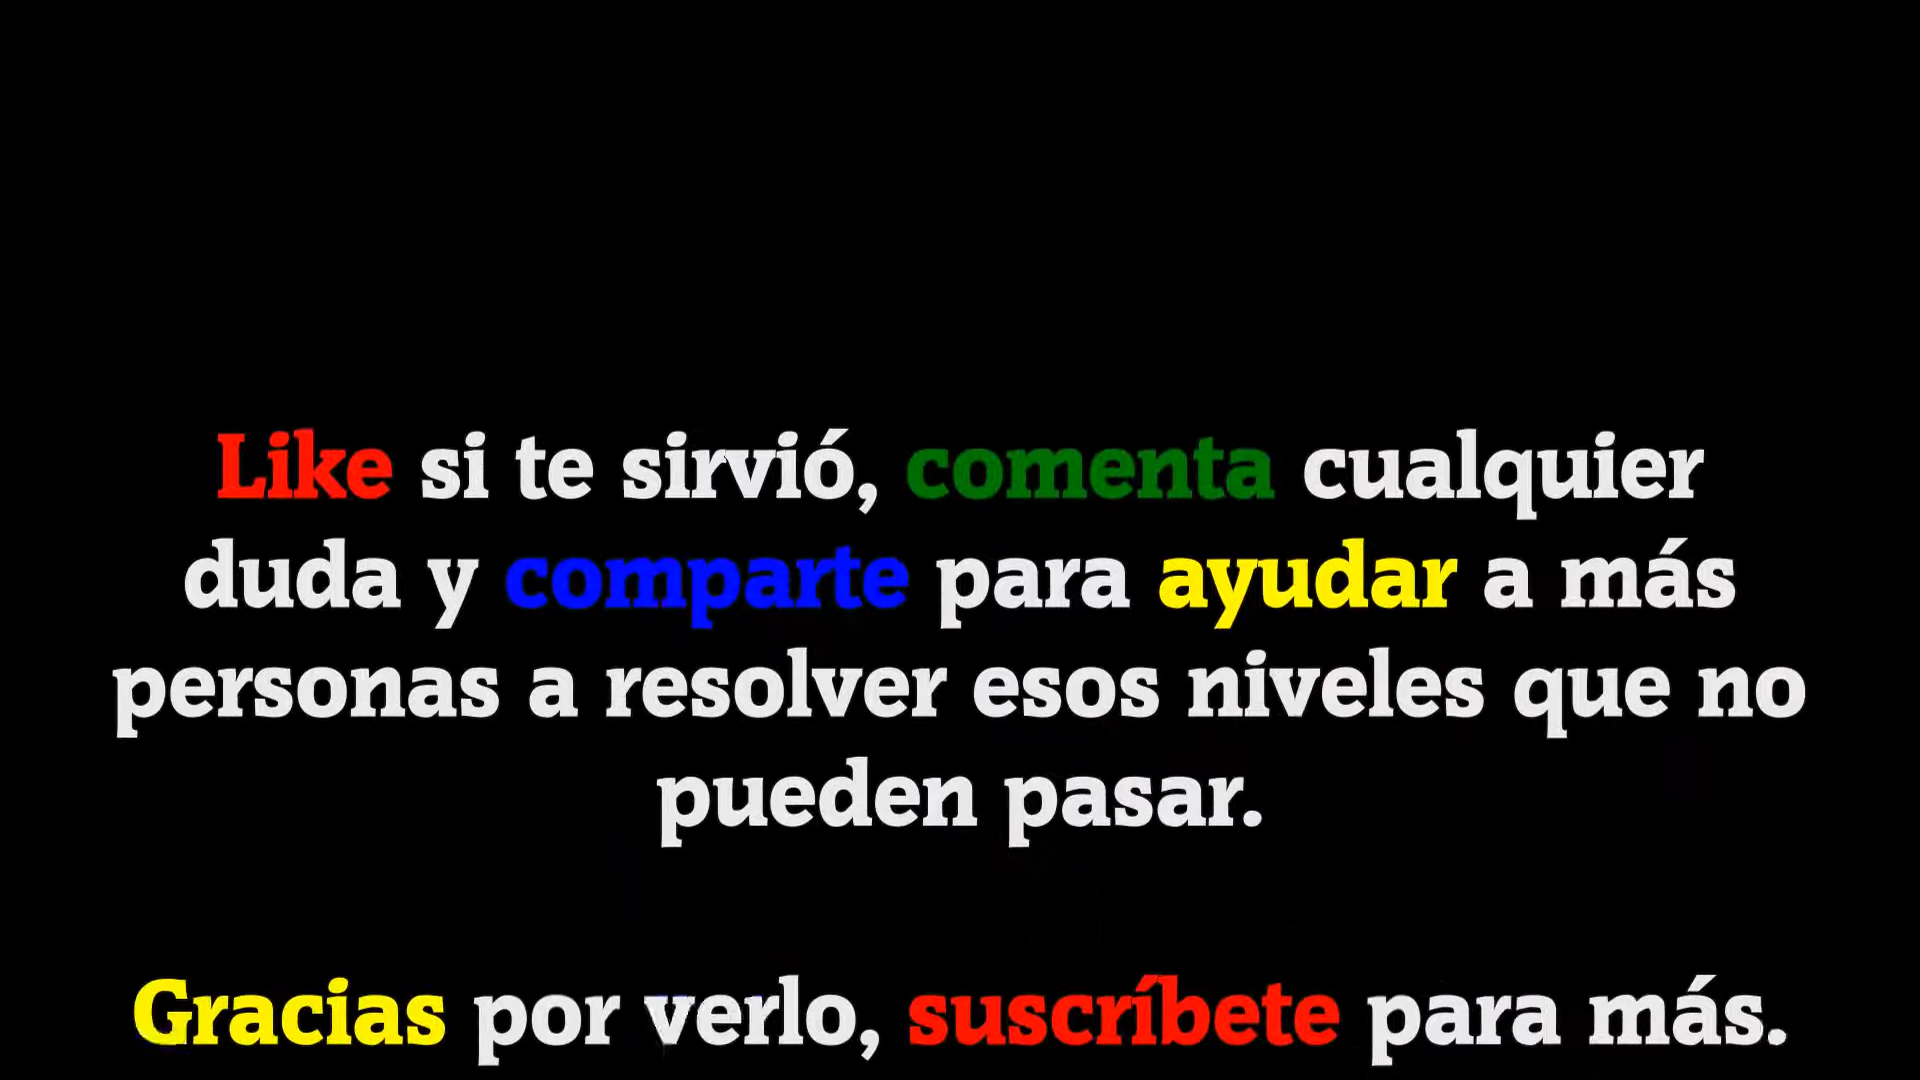 Like si te sirvió, comenta cualquier
duda y comparte para ayudar a más
personas a resolver esos niveles que no
pueden pasar.
Gracias por verlo, suscríbete para más.